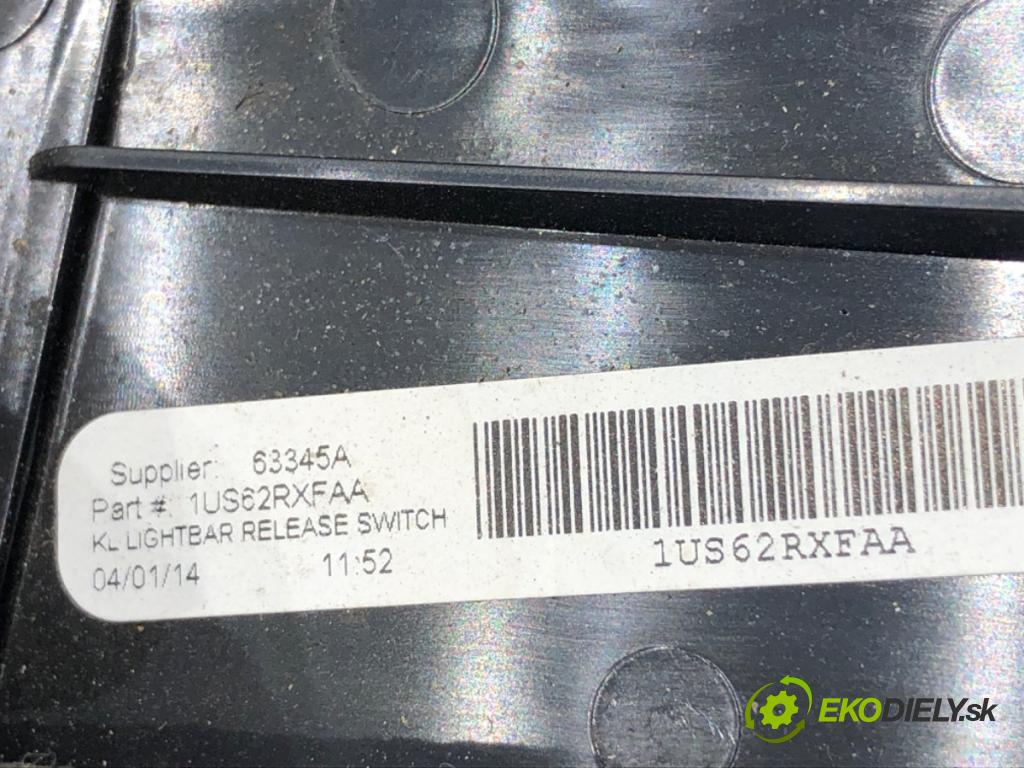 Supplier: 63345A
Part #: 1US62RXFAA
KL LIGHTBAR RELEASE SWITCH
04/01/14 11:52
1US62RXFAA
EKODIELY.sk